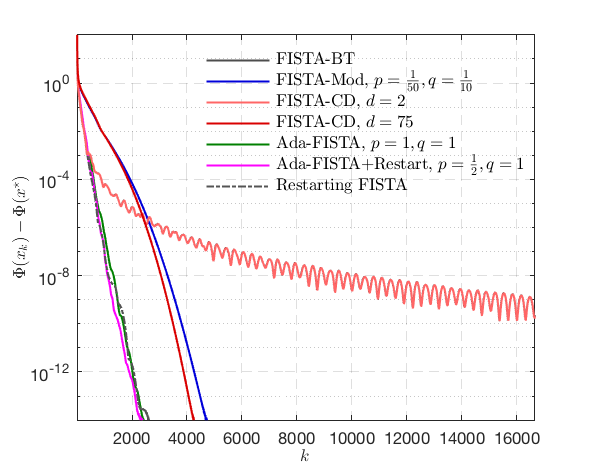 FISTA-BT
FISTA-Mod, p = 1/50, q = 1/10
FISTA-CD, d = 2
FISTA-CD, d = 75
Ada-FISTA, p = 1, q = 1
Ada-FISTA+Restart, p = 1/2, q = 1
Restarting FISTA
10^0
10^-4
10^-8
10^-12
Φ(x_k) − Φ(x*)
2000 4000 6000 8000 10000 12000 14000 16000
k